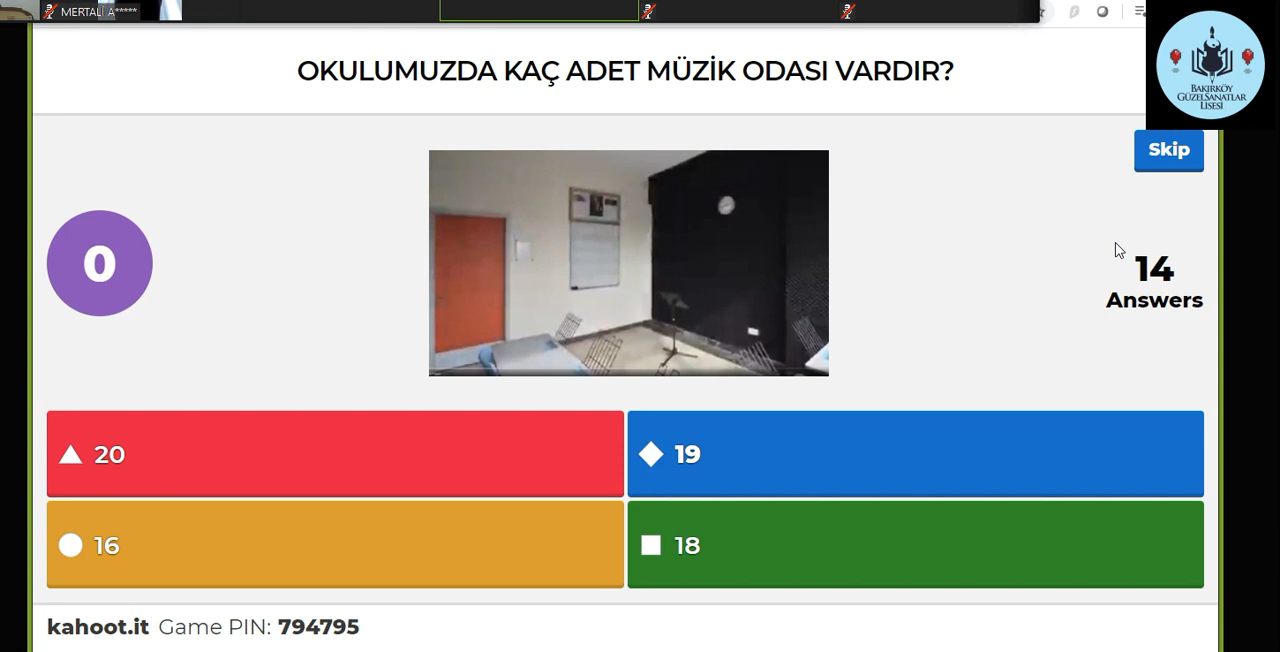 MERTALİ A*****
OKULUMUZDA KAÇ ADET MÜZİK ODASI VARDIR?
BAKIRKÖY
GÜZEL SANATLAR
LİSESİ
Skip
0
14
Answers
20
19
16
18
kahoot.it Game PIN: 794795